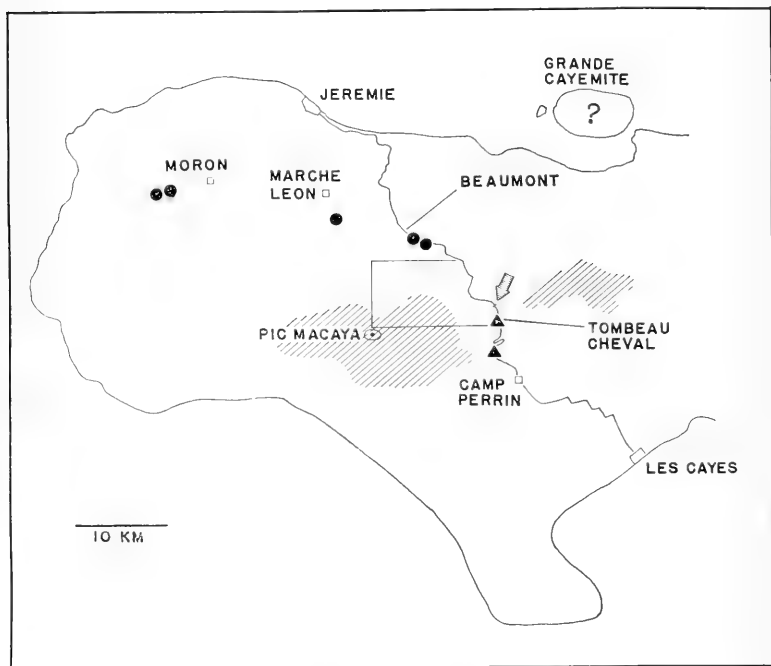 GRANDE
CAYEMITE
?
JEREMIE
MORON
MARCHE
LEON
BEAUMONT
PIC MACAYA
TOMBEAU
CHEVAL
CAMP
PERRIN
LES CAYES
10 KM